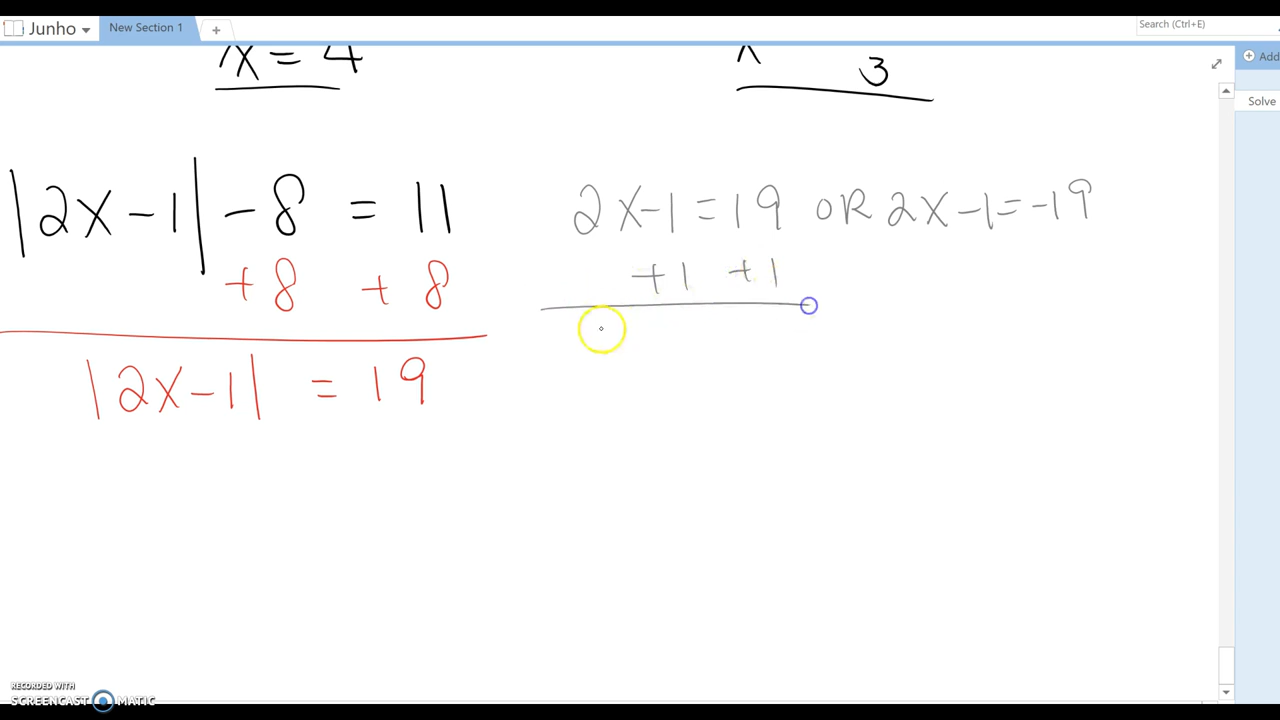 Junho
New Section 1
+
Search (Ctrl+E)
Add
Solve
x = 4
3
|2x-1| -8 = 11
+8 +8
|2x-1| = 19
2x-1 = 19 OR 2x-1=-19
+1 +1
RECORDED WITH
SCREENCAST MATIC